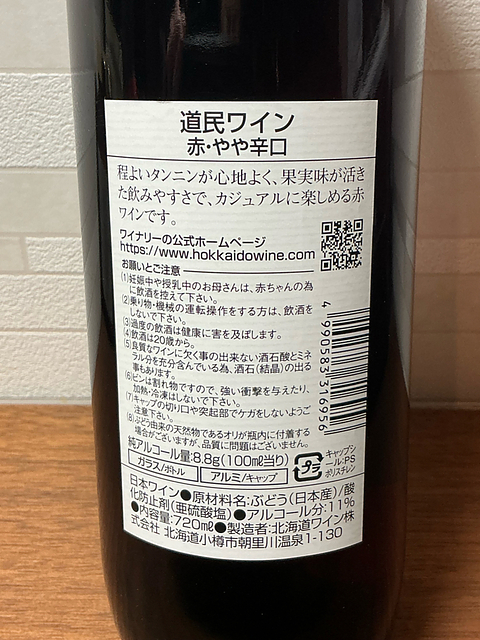 道民ワイン
赤・やや辛口
程よいタンニンが心地よく、果実味が活き
た飲みやすさで、カジュアルに楽しめる赤
ワインです。
ワイナリーの公式ホームページ
https://www.hokkaidowine.com
お願いとご注意
(1)妊娠中や授乳中のお母さんは、赤ちゃんの為
に飲酒を控えて下さい。
(2)乗り物・機械の運転操作をする方は、飲酒を
しないで下さい。
(3)過度の飲酒は健康に害を及ぼします。
(4)飲酒は20歳から。
(5)良質なワインに欠く事の出来ない酒石酸とミネ
ラル分を充分含んでいる為、酒石(結晶)の出る
事もあります。
(6)ビンは割れ物ですので、強い衝撃を与えたり、
加熱・冷凍はしないで下さい。
(7)キャップの切り口や突起部でケガをしないようご
注意下さい。
(8)ぶどう由来の天然物であるオリが瓶内に付着する
場合がございますが、品質に問題はございません。
4 990583 316956
純アルコール量:8.8g(100ml当り)
ガラス/ボトル アルミ/キャップ
プラ
キャップシ
ール:PS
ポリスチレン
日本ワイン●原材料名:ぶどう(日本産)/酸
化防止剤(亜硫酸塩)●アルコール分:11%
●内容量:720mℓ●製造者:北海道ワイン株
式会社 北海道小樽市朝里川温泉1-130